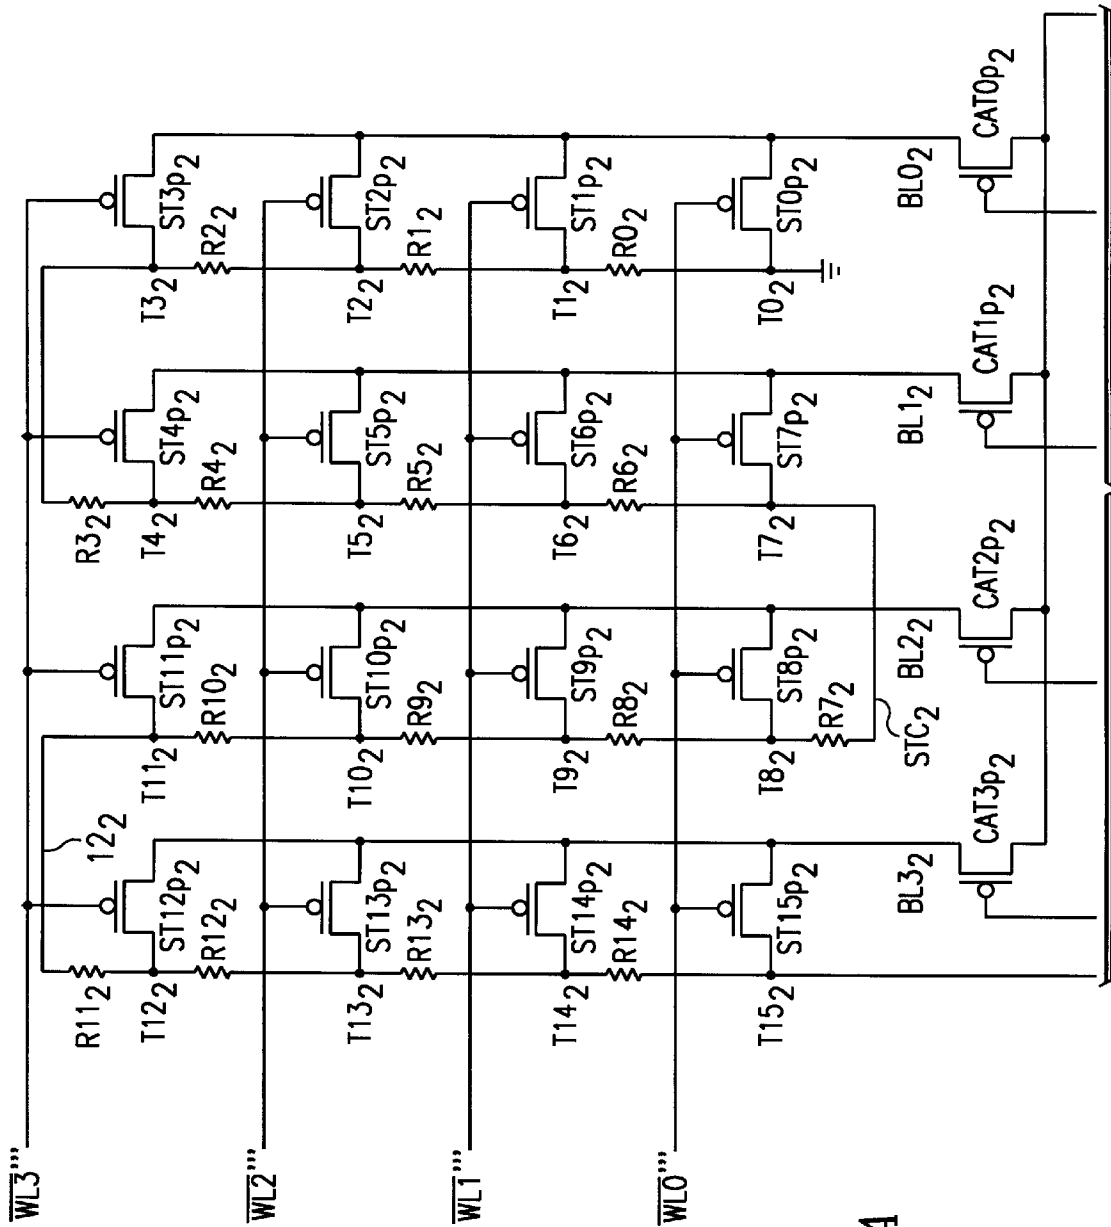 WL3'''
WL2'''
WL1'''
WL0'''
12₂
R11₂
T12₂
ST12p₂
R12₂
T13₂
ST13p₂
R13₂
T14₂
ST14p₂
R14₂
T15₂
ST15p₂
BL3₂
CAT3p₂
T11₂
ST11p₂
R10₂
T10₂
ST10p₂
R9₂
T9₂
ST9p₂
R8₂
T8₂
ST8p₂
R7₂
STC₂
BL2₂
CAT2p₂
R3₂
T4₂
ST4p₂
R4₂
T5₂
ST5p₂
R5₂
T6₂
ST6p₂
R6₂
T7₂
ST7p₂
BL1₂
CAT1p₂
T3₂
ST3p₂
R2₂
T2₂
ST2p₂
R1₂
T1₂
ST1p₂
R0₂
T0₂
ST0p₂
BL0₂
CAT0p₂